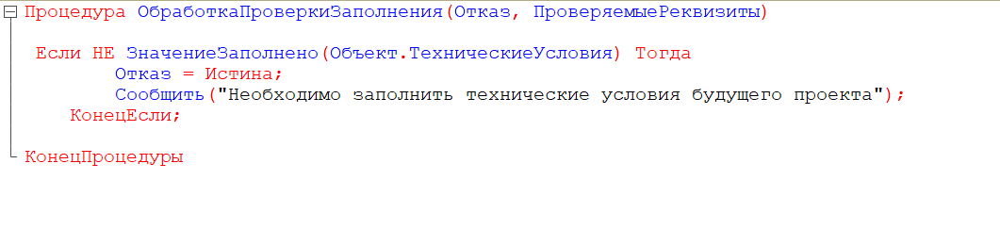 Процедура ОбработкаПроверкиЗаполнения(Отказ, ПроверяемыеРеквизиты)
Если НЕ ЗначениеЗаполнено(Объект.ТехническиеУсловия) Тогда
Отказ = Истина;
Сообщить("Необходимо заполнить технические условия будущего проекта");
КонецЕсли;
КонецПроцедуры